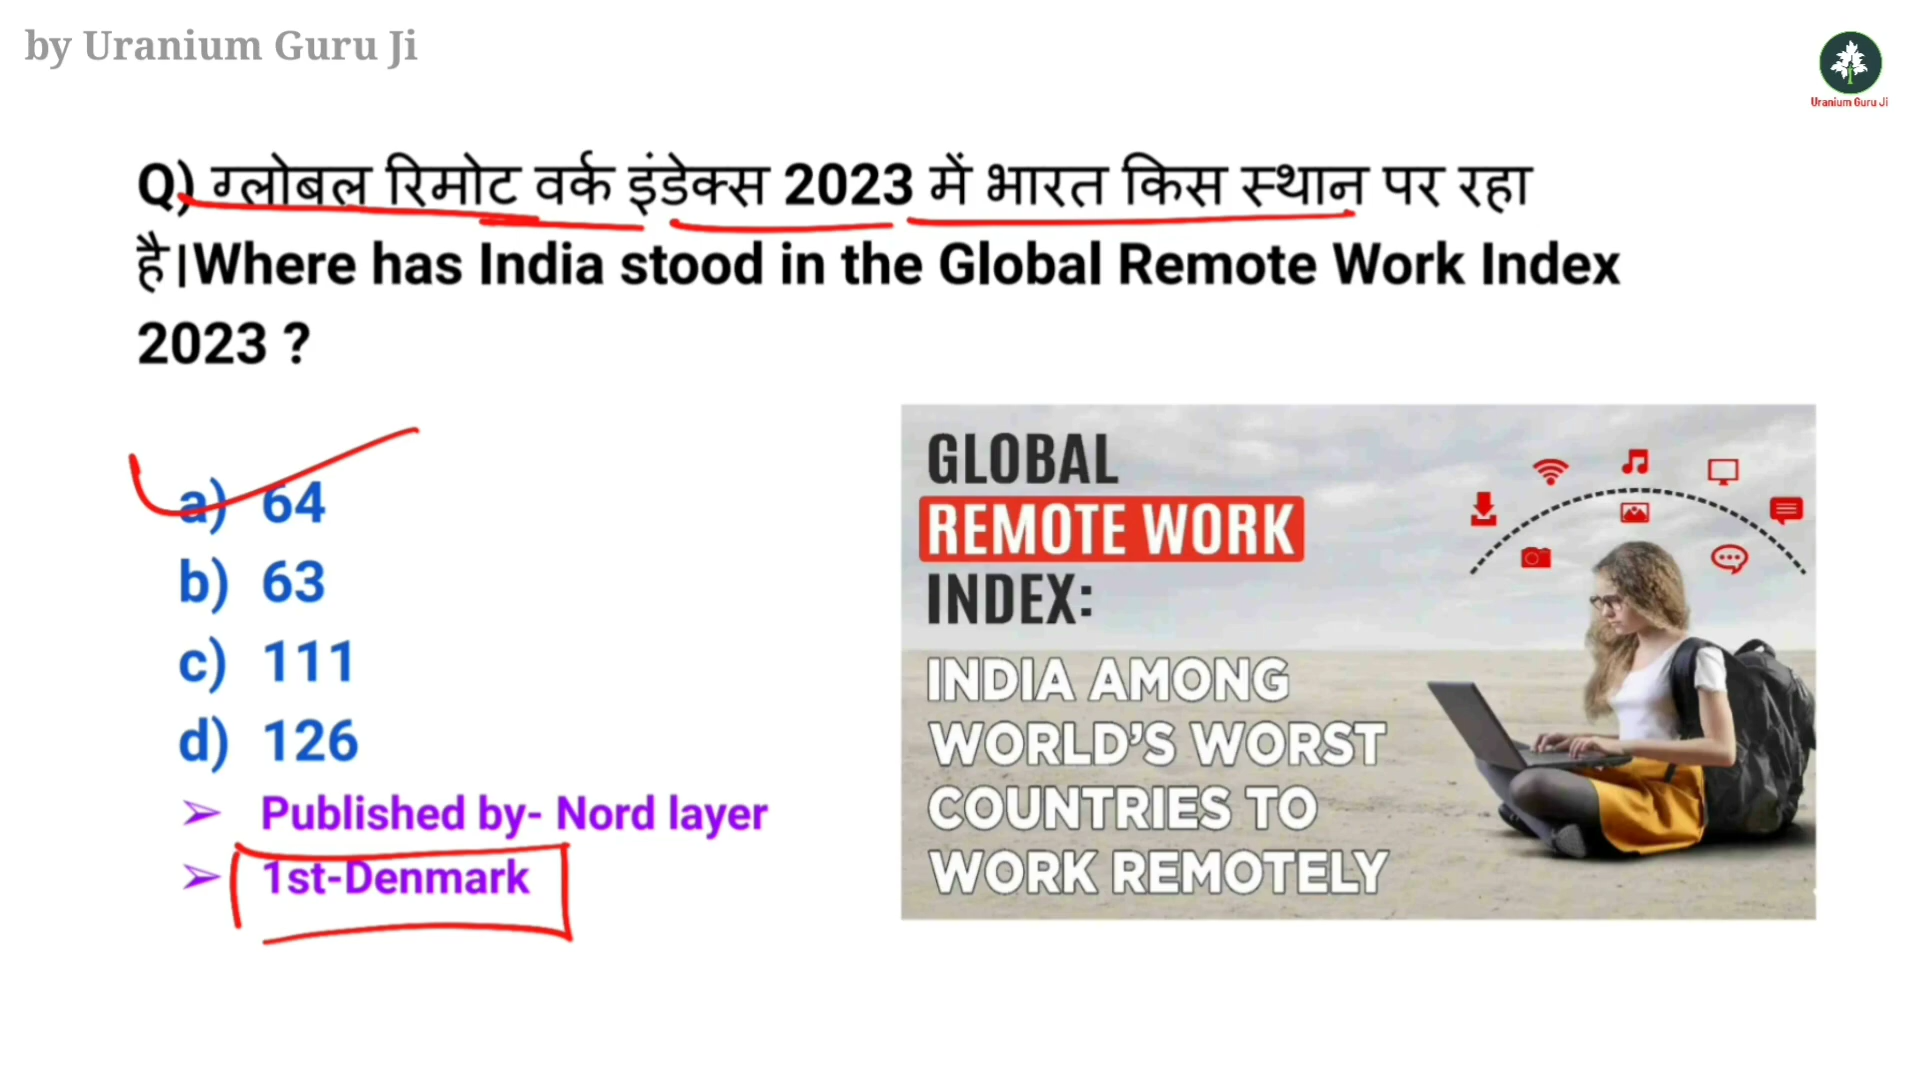 by Uranium Guru Ji
Uranium Guru Ji
Q) ग्लोबल रिमोट वर्क इंडेक्स 2023 में भारत किस स्थान पर रहा
है।Where has India stood in the Global Remote Work Index
2023 ?
a) 64
b) 63
c) 111
d) 126
➢ Published by- Nord layer
➢ 1st-Denmark
GLOBAL
REMOTE WORK
INDEX:
INDIA AMONG
WORLD'S WORST
COUNTRIES TO
WORK REMOTELY